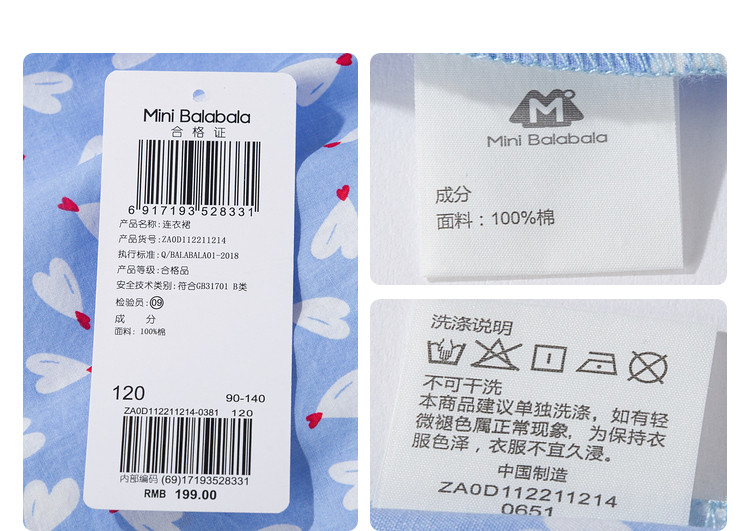 Mini Balabala
合格证
6 917193 528331
产品名称: 连衣裙
产品货号: ZA0D112211214
执行标准: Q/BALABALA01-2018
产品等级: 合格品
安全技术类别: 符合GB31701 B类
检验员: 09
成 分
面料: 100%棉
120 90-140
ZA0D112211214-0381 120
内部编码 (69)17193528331
RMB 199.00
M
Mini Balabala
成分
面料：100%棉
洗涤说明
不可干洗
本商品建议单独洗涤，如有轻
微褪色属正常现象，为保持衣
服色泽，衣服不宜久浸。
中国制造
ZA0D112211214
0651